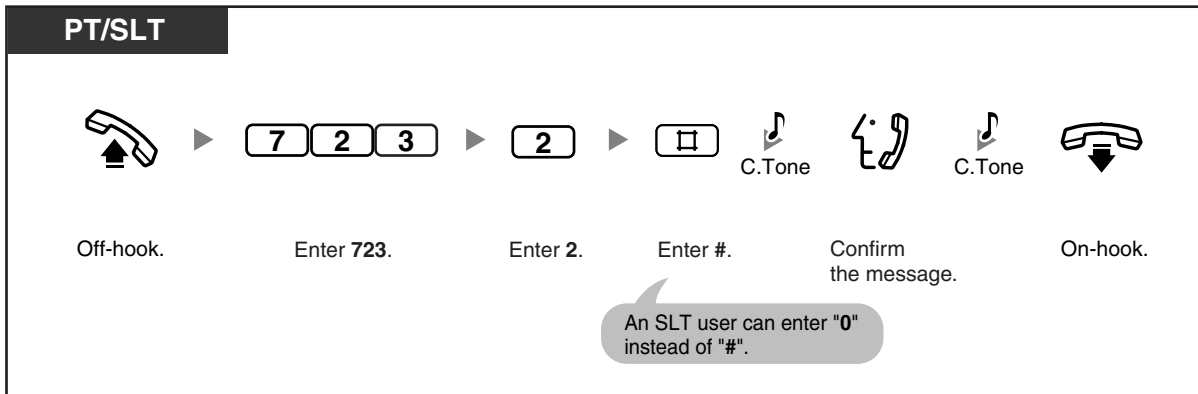 PT/SLT
7 2 3
2
C.Tone
C.Tone
Off-hook.
Enter 723.
Enter 2.
Enter #.
Confirm
the message.
On-hook.
An SLT user can enter "0"
instead of "#".